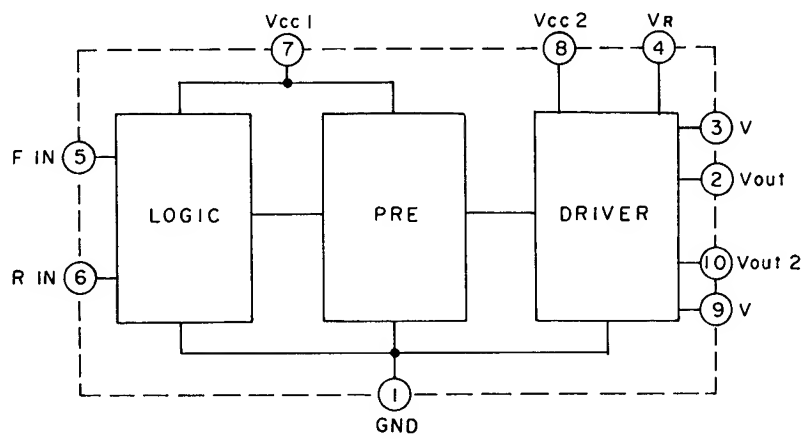 Vcc 1
Vcc 2
VR
7
8
4
3 V
F IN 5
2 Vout
LOGIC
PRE
DRIVER
R IN 6
10 Vout 2
9 V
1
GND